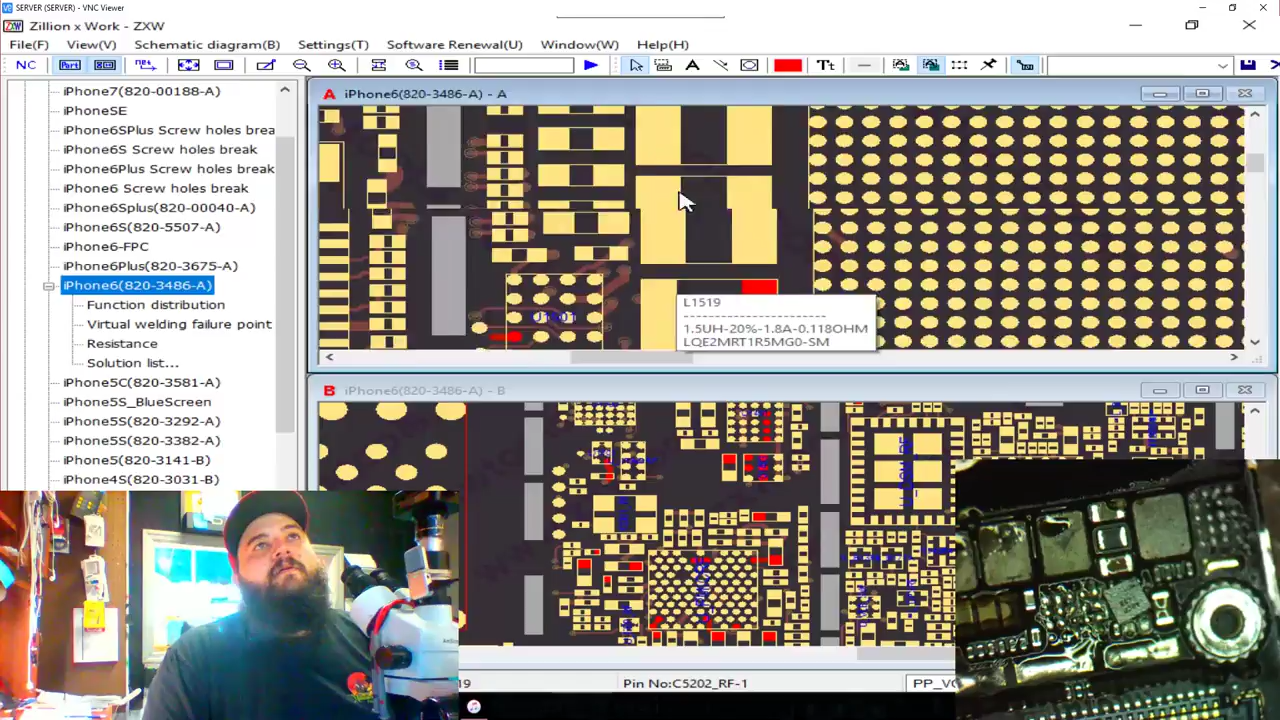 SERVER (SERVER) - VNC Viewer
Zillion x Work - ZXW
File(F) View(V) Schematic diagram(B) Settings(T) Software Renewal(U) Window(W) Help(H)
NC Part net
iPhone7(820-00188-A)
iPhoneSE
iPhone6SPlus Screw holes brea
iPhone6S Screw holes break
iPhone6Plus Screw holes break
iPhone6 Screw holes break
iPhone6Splus(820-00040-A)
iPhone6S(820-5507-A)
iPhone6-FPC
iPhone6Plus(820-3675-A)
iPhone6(820-3486-A)
Function distribution
Virtual welding failure point
Resistance
Solution list...
iPhone5C(820-3581-A)
iPhone5S_BlueScreen
iPhone5S(820-3292-A)
iPhone5S(820-3382-A)
iPhone5(820-3141-B)
iPhone4S(820-3031-B)
A iPhone6(820-3486-A) - A
L1519
1.5UH-20%-1.8A-0.118OHM
LQE2MRT1R5MG0-SM
B iPhone6(820-3486-A) - B
19 Pin No:C5202_RF-1